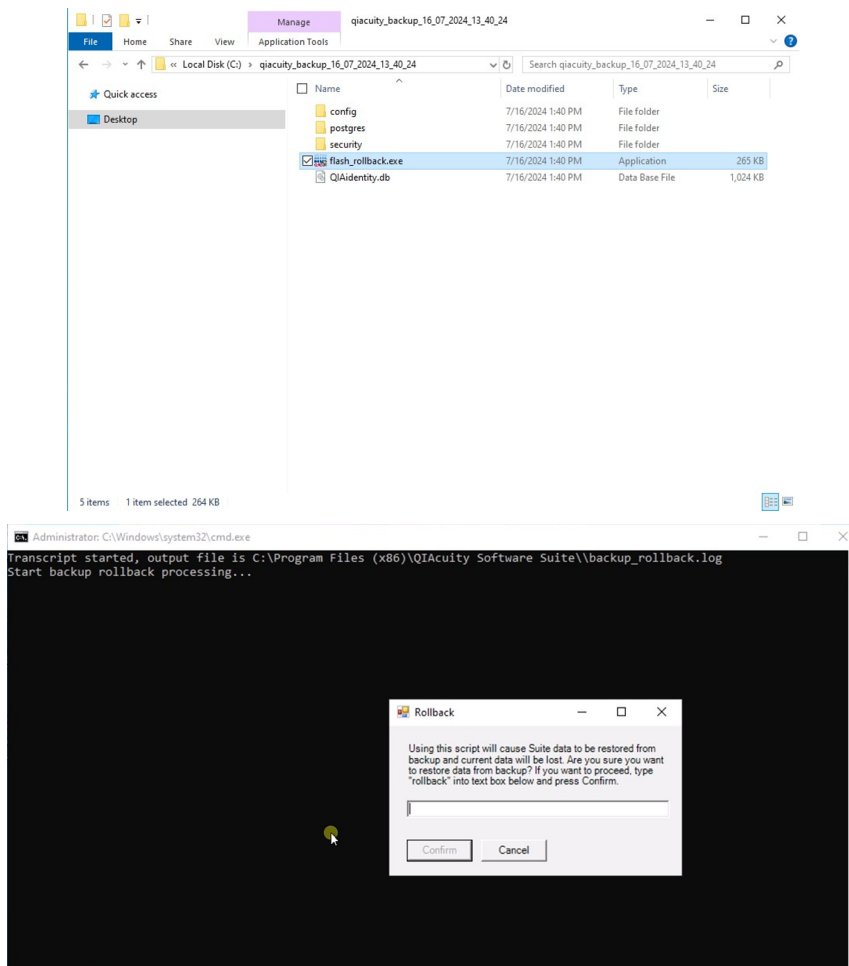 Manage qiacuity_backup_16_07_2024_13_40_24
File Home Share View Application Tools
« Local Disk (C:) > qiacuity_backup_16_07_2024_13_40_24 Search qiacuity_backup_16_07_2024_13_40_24
Quick access
Desktop
Name Date modified Type Size
config 7/16/2024 1:40 PM File folder
postgres 7/16/2024 1:40 PM File folder
security 7/16/2024 1:40 PM File folder
flash_rollback.exe 7/16/2024 1:40 PM Application 265 KB
QIAidentity.db 7/16/2024 1:40 PM Data Base File 1,024 KB
5 items 1 item selected 264 KB
Administrator: C:\Windows\system32\cmd.exe
Transcript started, output file is C:\Program Files (x86)\QIAcuity Software Suite\\backup_rollback.log
Start backup rollback processing...
Rollback
Using this script will cause Suite data to be restored from
backup and current data will be lost. Are you sure you want
to restore data from backup? If you want to proceed, type
"rollback" into text box below and press Confirm.
Confirm Cancel